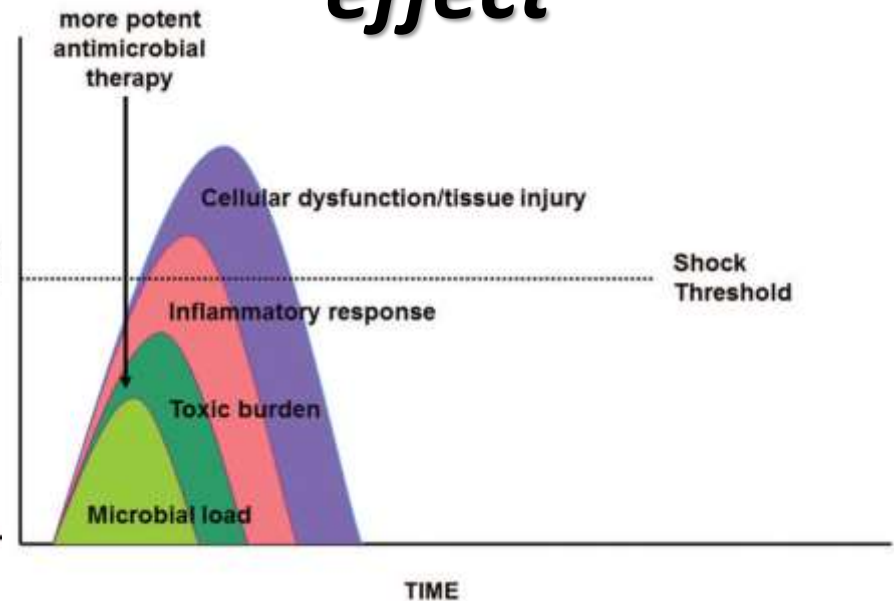 effect
more potent
antimicrobial
therapy
Cellular dysfunction/tissue injury
Shock
Threshold
Inflammatory response
Toxic burden
Microbial load
TIME